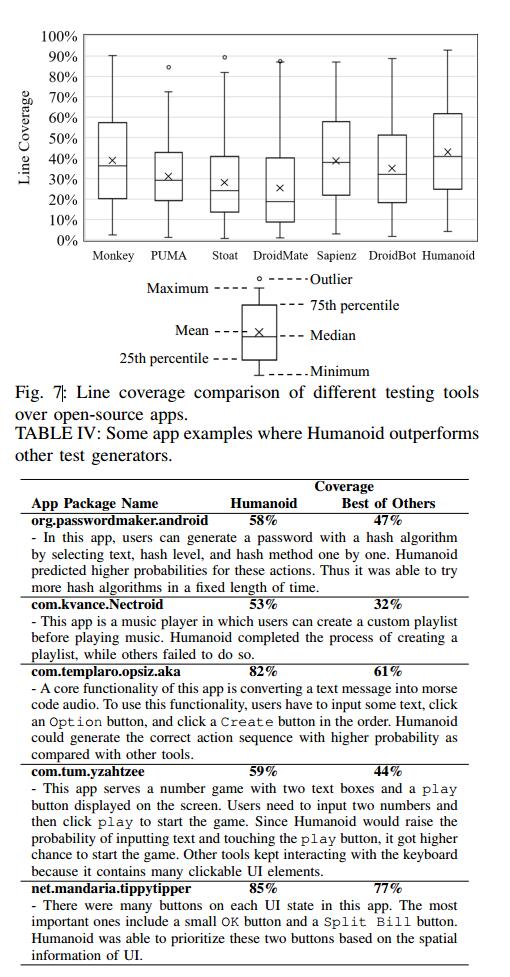 100%
90%
80%
70%
60%
50%
40%
30%
20%
10%
0%
Line Coverage
Monkey PUMA Stoat DroidMate Sapienz DroidBot Humanoid
Outlier
Maximum
75th percentile
Mean
Median
25th percentile
Minimum
Fig. 7: Line coverage comparison of different testing tools
over open-source apps.
TABLE IV: Some app examples where Humanoid outperforms
other test generators.
Coverage
App Package Name Humanoid Best of Others
org.passwordmaker.android 58% 47%
- In this app, users can generate a password with a hash algorithm
by selecting text, hash level, and hash method one by one. Humanoid
predicted higher probabilities for these actions. Thus it was able to try
more hash algorithms in a fixed length of time.
com.kvance.Nectroid 53% 32%
- This app is a music player in which users can create a custom playlist
before playing music. Humanoid completed the process of creating a
playlist, while others failed to do so.
com.templaro.opsiz.aka 82% 61%
- A core functionality of this app is converting a text message into morse
code audio. To use this functionality, users have to input some text, click
an Option button, and click a Create button in the order. Humanoid
could generate the correct action sequence with higher probability as
compared with other tools.
com.tum.yzahtzee 59% 44%
- This app serves a number game with two text boxes and a play
button displayed on the screen. Users need to input two numbers and
then click play to start the game. Since Humanoid would raise the
probability of inputting text and touching the play button, it got higher
chance to start the game. Other tools kept interacting with the keyboard
because it contains many clickable UI elements.
net.mandaria.tippytipper 85% 77%
- There were many buttons on each UI state in this app. The most
important ones include a small OK button and a Split Bill button.
Humanoid was able to prioritize these two buttons based on the spatial
information of UI.